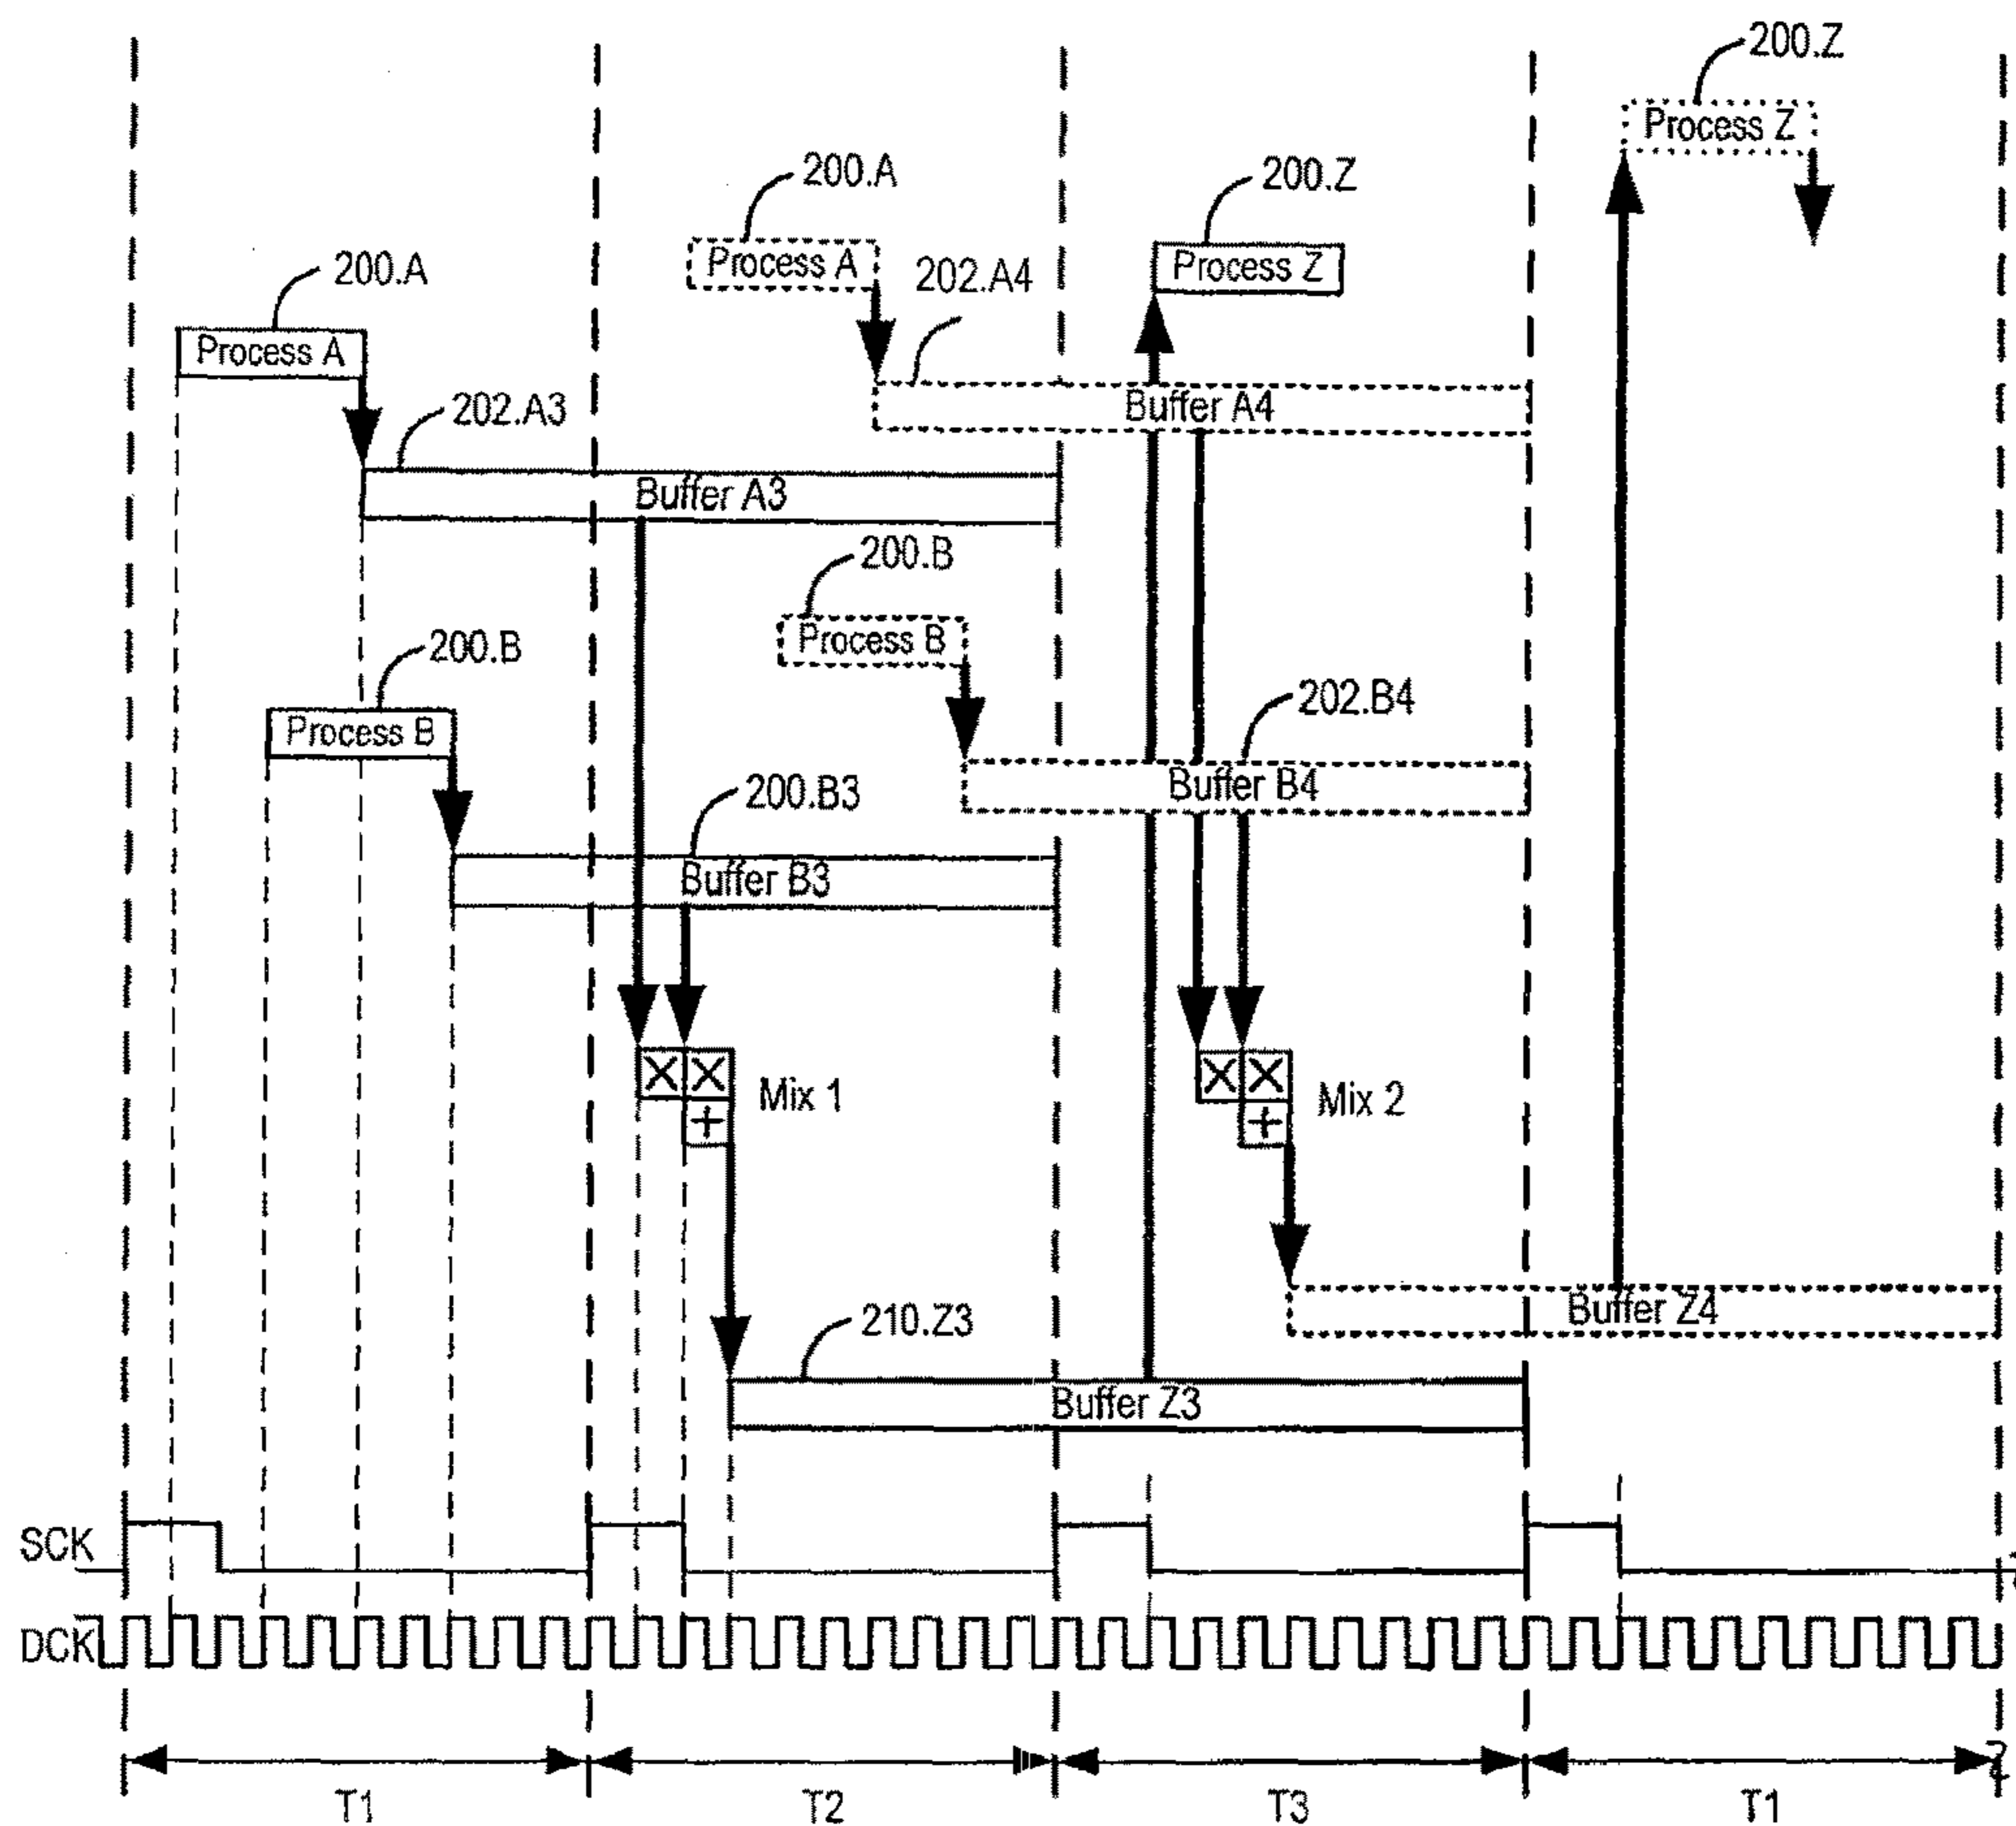 200.Z
Process Z
200.A
200.Z
Process A
202.A4
Process Z
200.A
Process A
Buffer A4
202.A3
Buffer A3
200.B
Process B
200.B
202.B4
Process B
Buffer B4
200.B3
Buffer B3
Mix 1
Mix 2
210.Z3
Buffer Z4
Buffer Z3
SCK
DCK
T1
T2
T3
T1